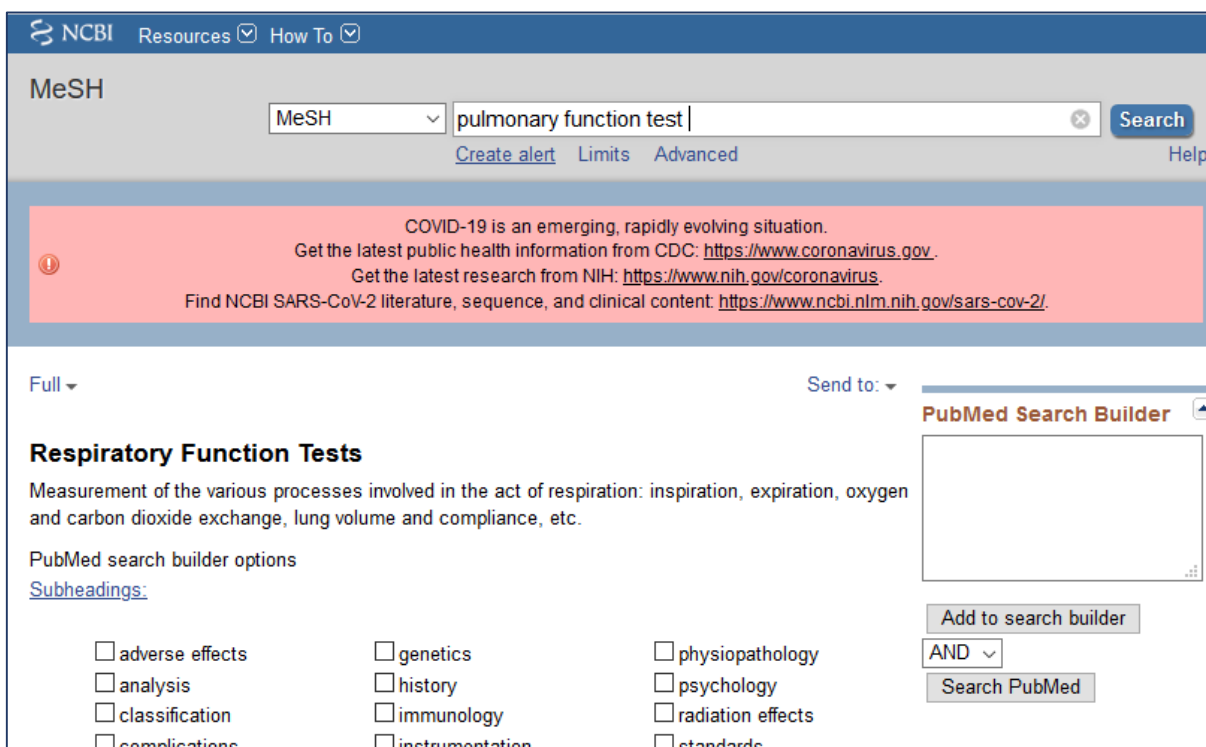 NCBI Resources How To
MeSH
MeSH pulmonary function test Search
Create alert Limits Advanced Help
COVID-19 is an emerging, rapidly evolving situation.
Get the latest public health information from CDC: https://www.coronavirus.gov .
Get the latest research from NIH: https://www.nih.gov/coronavirus.
Find NCBI SARS-CoV-2 literature, sequence, and clinical content: https://www.ncbi.nlm.nih.gov/sars-cov-2/.
Full Send to:
PubMed Search Builder
Respiratory Function Tests
Measurement of the various processes involved in the act of respiration: inspiration, expiration, oxygen
and carbon dioxide exchange, lung volume and compliance, etc.
PubMed search builder options
Subheadings:
Add to search builder
AND
Search PubMed
adverse effects genetics physiopathology
analysis history psychology
classification immunology radiation effects
complications instrumentation standards